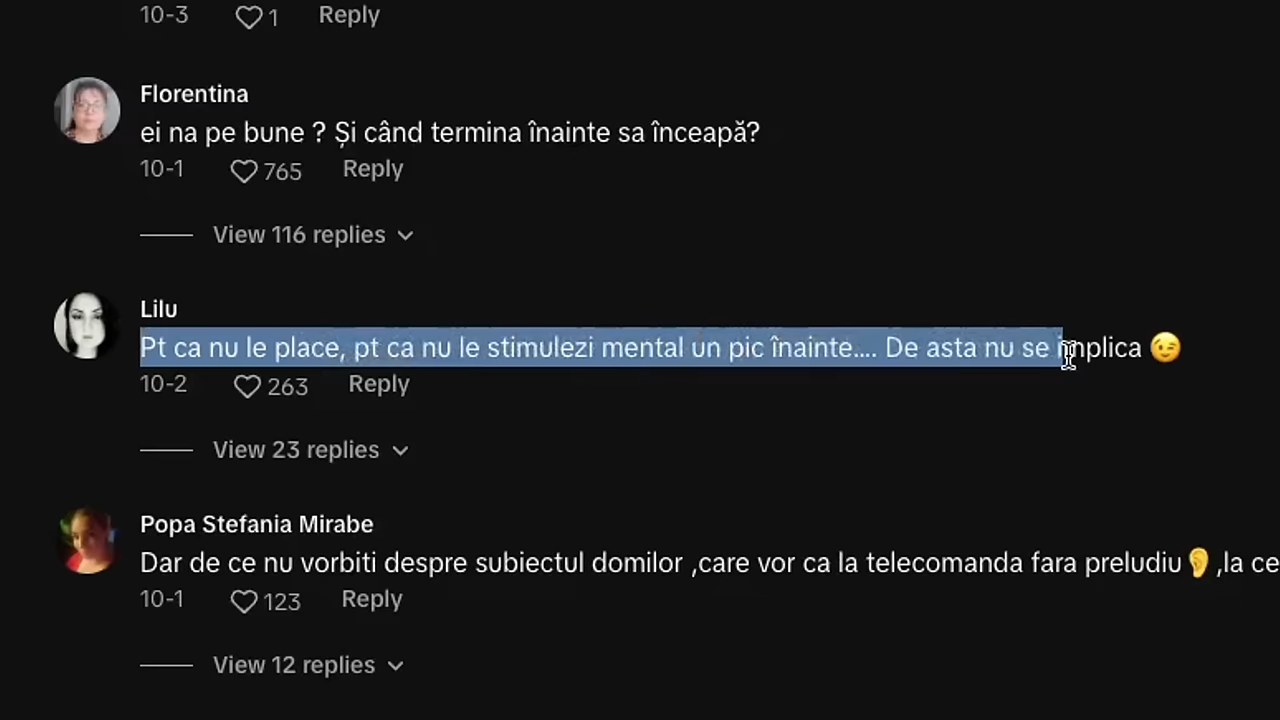 10-3 1 Reply
Florentina
ei na pe bune ? Și când termina înainte sa înceapă?
10-1 765 Reply
View 116 replies
Lilu
Pt ca nu le place, pt ca nu le stimulezi mental un pic înainte.... De asta nu se implica 😉
10-2 263 Reply
View 23 replies
Popa Stefania Mirabe
Dar de ce nu vorbiti despre subiectul domilor ,care vor ca la telecomanda fara preludiu👂,la ce
10-1 123 Reply
View 12 replies